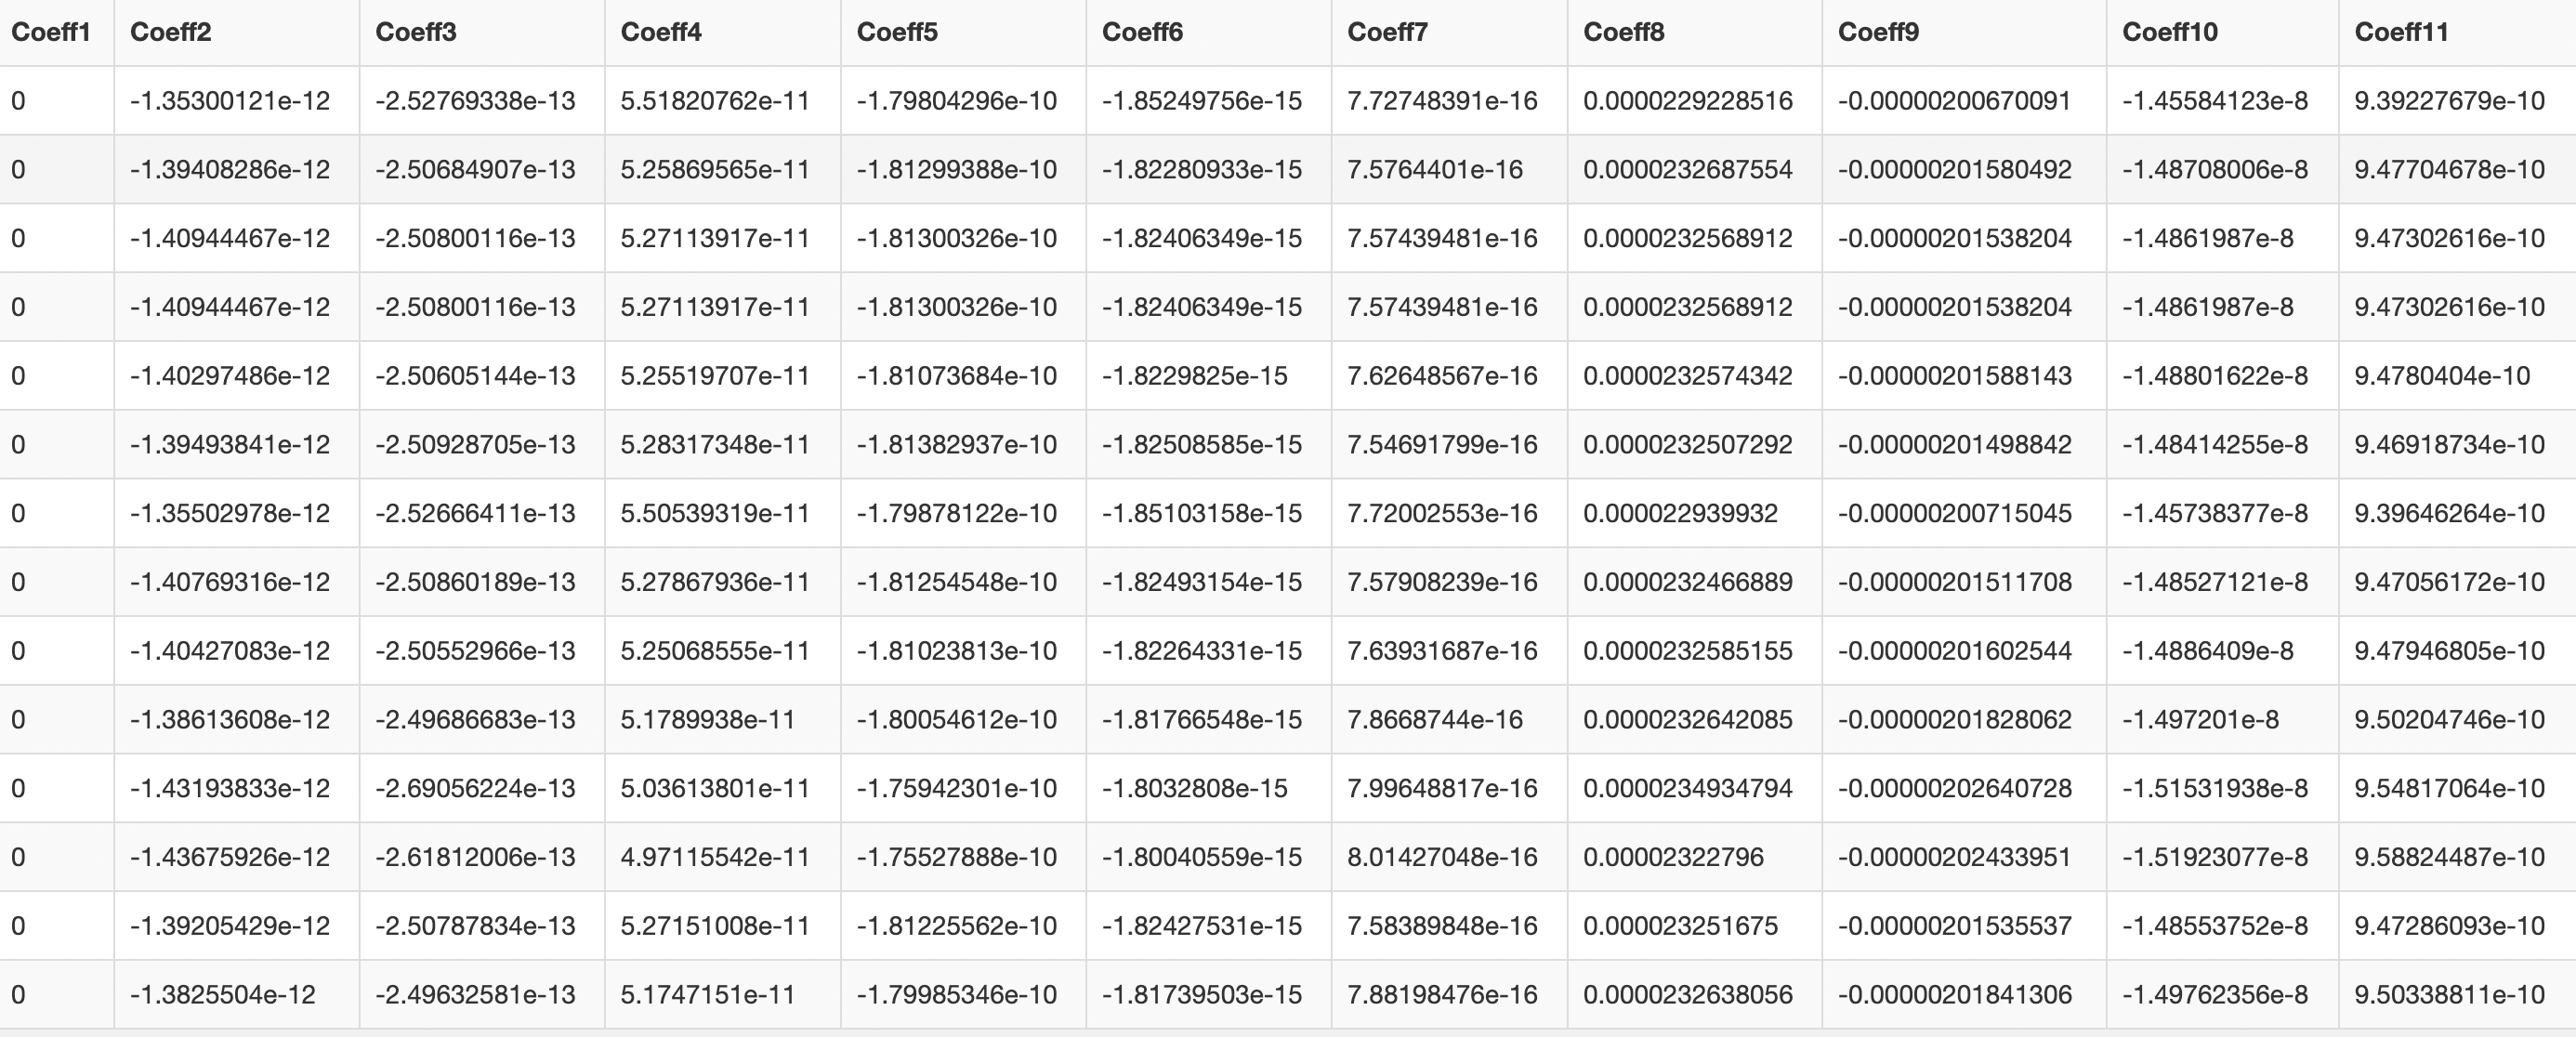 Coeff1 Coeff2 Coeff3 Coeff4 Coeff5 Coeff6 Coeff7 Coeff8 Coeff9 Coeff10 Coeff11
0 -1.35300121e-12 -2.52769338e-13 5.51820762e-11 -1.79804296e-10 -1.85249756e-15 7.72748391e-16 0.0000229228516 -0.00000200670091 -1.45584123e-8 9.39227679e-10
0 -1.39408286e-12 -2.50684907e-13 5.25869565e-11 -1.81299388e-10 -1.82280933e-15 7.5764401e-16 0.0000232687554 -0.00000201580492 -1.48708006e-8 9.47704678e-10
0 -1.40944467e-12 -2.50800116e-13 5.27113917e-11 -1.81300326e-10 -1.82406349e-15 7.57439481e-16 0.0000232568912 -0.00000201538204 -1.4861987e-8 9.47302616e-10
0 -1.40944467e-12 -2.50800116e-13 5.27113917e-11 -1.81300326e-10 -1.82406349e-15 7.57439481e-16 0.0000232568912 -0.00000201538204 -1.4861987e-8 9.47302616e-10
0 -1.40297486e-12 -2.50605144e-13 5.25519707e-11 -1.81073684e-10 -1.8229825e-15 7.62648567e-16 0.0000232574342 -0.00000201588143 -1.48801622e-8 9.4780404e-10
0 -1.39493841e-12 -2.50928705e-13 5.28317348e-11 -1.81382937e-10 -1.82508585e-15 7.54691799e-16 0.0000232507292 -0.00000201498842 -1.48414255e-8 9.46918734e-10
0 -1.35502978e-12 -2.52666411e-13 5.50539319e-11 -1.79878122e-10 -1.85103158e-15 7.72002553e-16 0.000022939932 -0.00000200715045 -1.45738377e-8 9.39646264e-10
0 -1.40769316e-12 -2.50860189e-13 5.27867936e-11 -1.81254548e-10 -1.82493154e-15 7.57908239e-16 0.0000232466889 -0.00000201511708 -1.48527121e-8 9.47056172e-10
0 -1.40427083e-12 -2.50552966e-13 5.25068555e-11 -1.81023813e-10 -1.82264331e-15 7.63931687e-16 0.0000232585155 -0.00000201602544 -1.4886409e-8 9.47946805e-10
0 -1.38613608e-12 -2.49686683e-13 5.1789938e-11 -1.80054612e-10 -1.81766548e-15 7.8668744e-16 0.0000232642085 -0.00000201828062 -1.497201e-8 9.50204746e-10
0 -1.43193833e-12 -2.69056224e-13 5.03613801e-11 -1.75942301e-10 -1.8032808e-15 7.99648817e-16 0.0000234934794 -0.00000202640728 -1.51531938e-8 9.54817064e-10
0 -1.43675926e-12 -2.61812006e-13 4.97115542e-11 -1.75527888e-10 -1.80040559e-15 8.01427048e-16 0.00002322796 -0.00000202433951 -1.51923077e-8 9.58824487e-10
0 -1.39205429e-12 -2.50787834e-13 5.27151008e-11 -1.81225562e-10 -1.82427531e-15 7.58389848e-16 0.000023251675 -0.00000201535537 -1.48553752e-8 9.47286093e-10
0 -1.3825504e-12 -2.49632581e-13 5.1747151e-11 -1.79985346e-10 -1.81739503e-15 7.88198476e-16 0.0000232638056 -0.00000201841306 -1.49762356e-8 9.50338811e-10